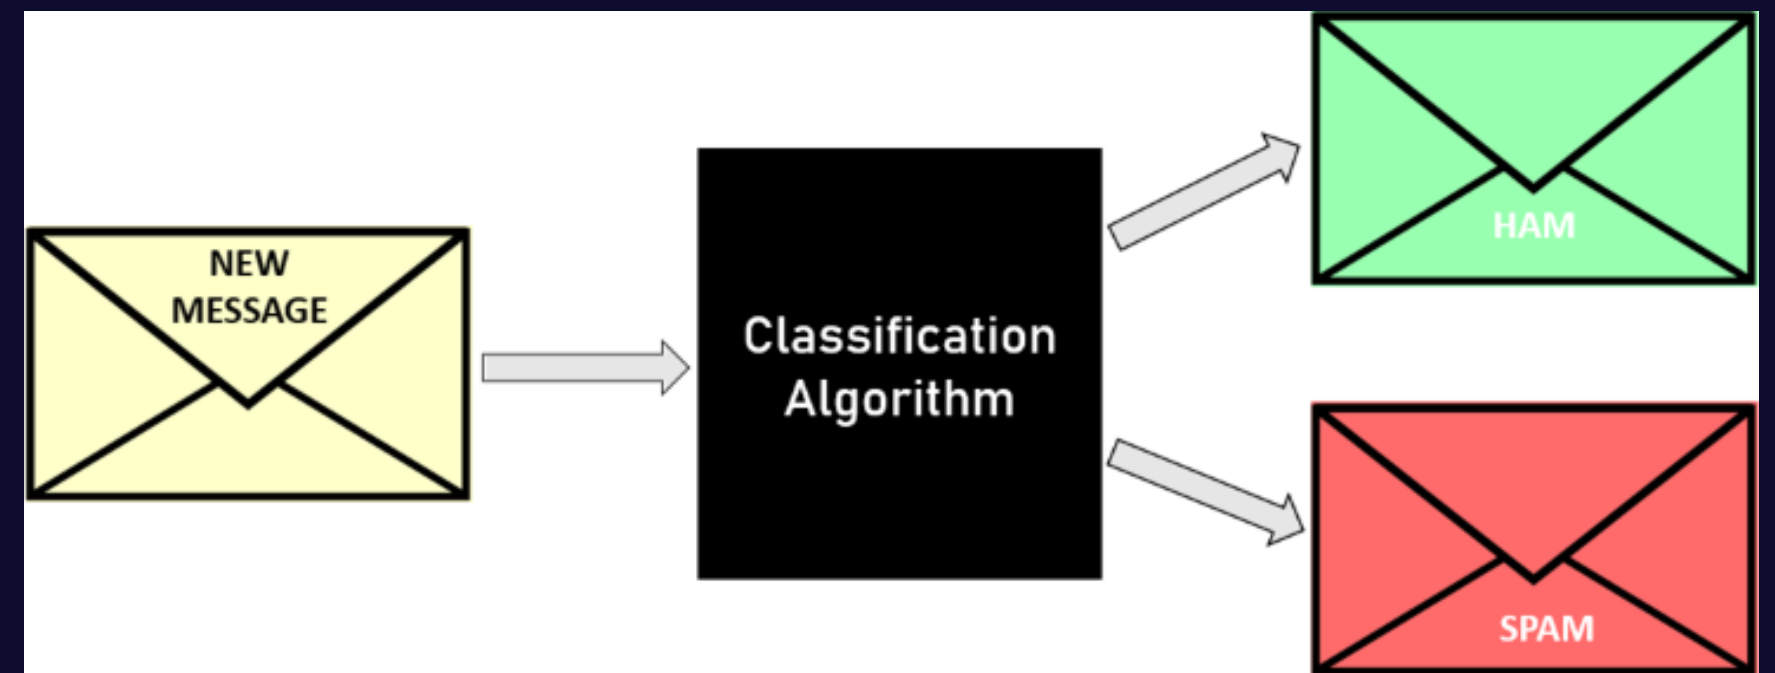 NEW
MESSAGE
Classification
Algorithm
HAM
SPAM